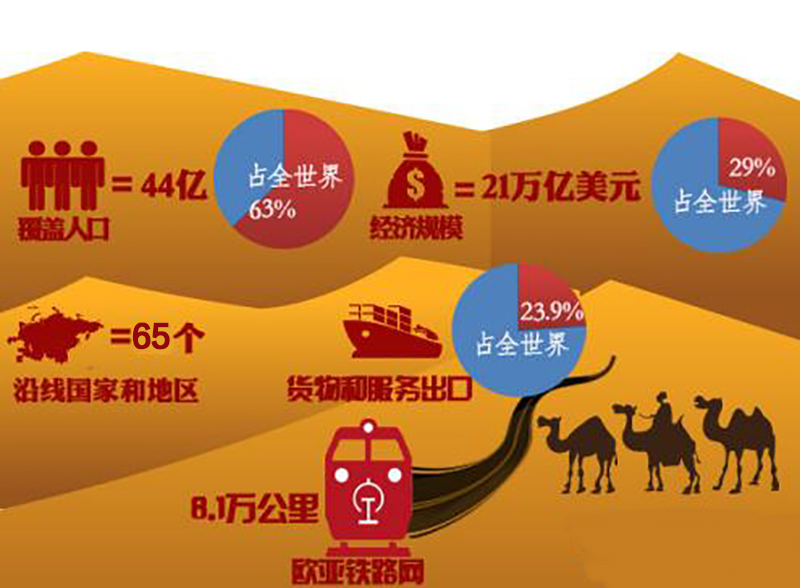 = 44亿
占全世界
63%
覆盖人口
$
= 21万亿美元
29%
占全世界
经济规模
=65个
沿线国家和地区
23.9%
占全世界
货物和服务出口
8.1万公里
欧亚铁路网